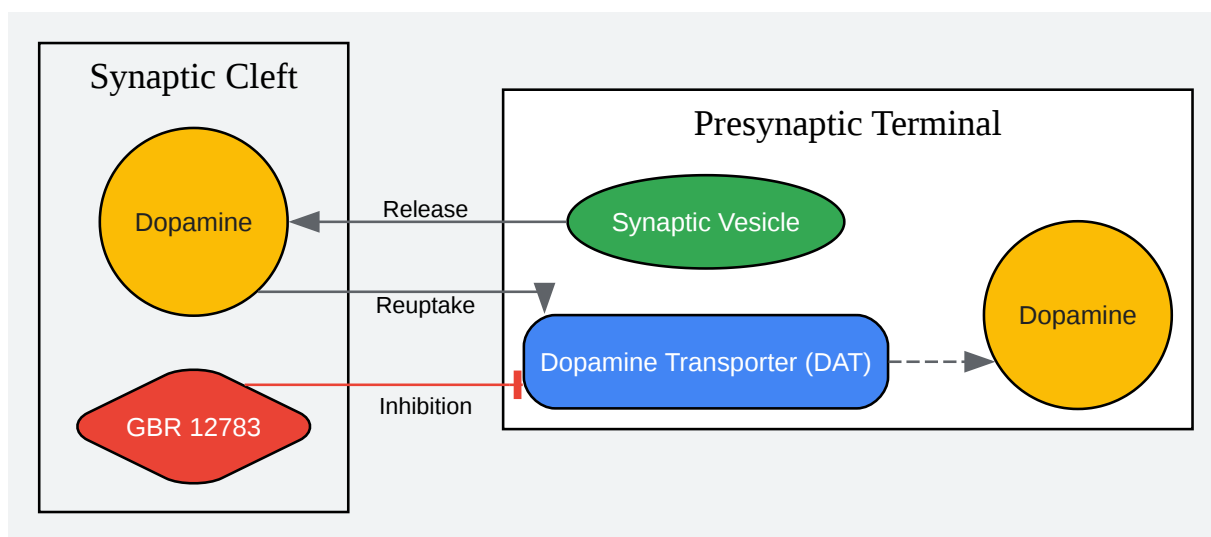 Synaptic Cleft
Presynaptic Terminal
Dopamine
Release
Synaptic Vesicle
Reuptake
Dopamine
Dopamine Transporter (DAT)
Inhibition
GBR 12783